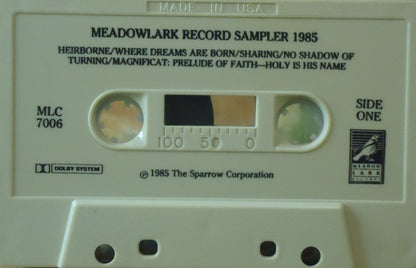 MADE IN USA
MEADOWLARK RECORD SAMPLER 1985
HEIRBORNE/WHERE DREAMS ARE BORN/SHARING/NO SHADOW OF
TURNING/MAGNIFICAT: PRELUDE OF FAITH—HOLY IS HIS NAME
MLC
7006
SIDE
ONE
100 50 0
DOLBY SYSTEM
MEADOW
LARK
℗ 1985 The Sparrow Corporation